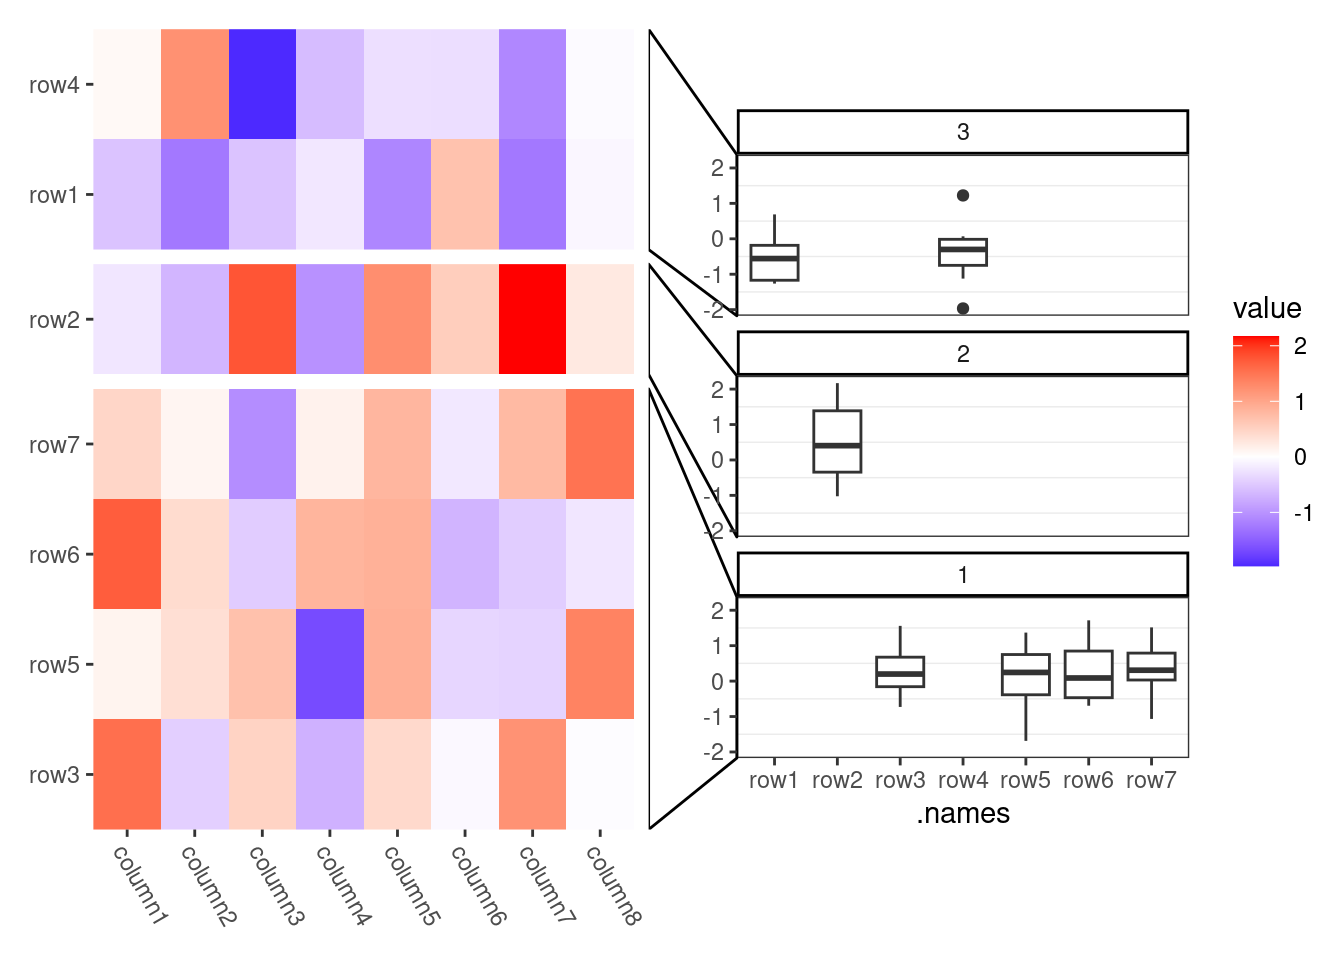 row4
row1
row2
row7
row6
row5
row3
column1
column2
column3
column4
column5
column6
column7
column8
3
2
1
0
-1
-2
2
2
1
0
-1
-2
1
2
1
0
-1
-2
row1 row2 row3 row4 row5 row6 row7
.names
value
2
1
0
-1